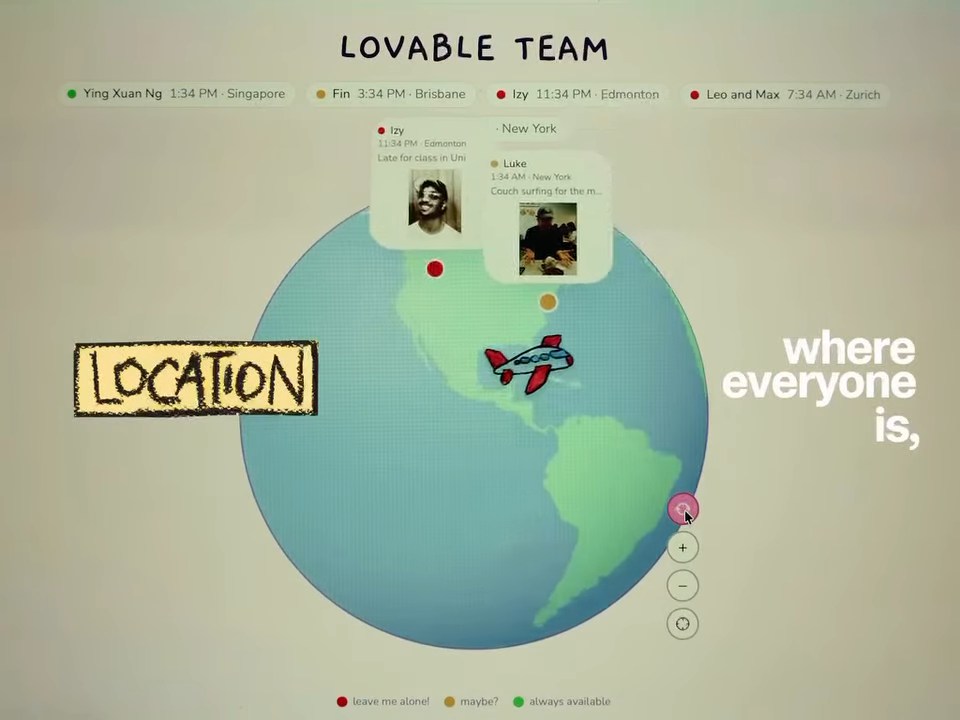 LOVABLE TEAM
Ying Xuan Ng 1:34 PM · Singapore
Fin 3:34 PM · Brisbane
Izy 11:34 PM · Edmonton
Leo and Max 7:34 AM · Zurich
· New York
Izy
11:34 PM · Edmonton
Late for class in Uni
Luke
1:34 AM · New York
Couch surfing for the m...
LOCATION
where
everyone
is,
+
−
leave me alone! maybe? always available